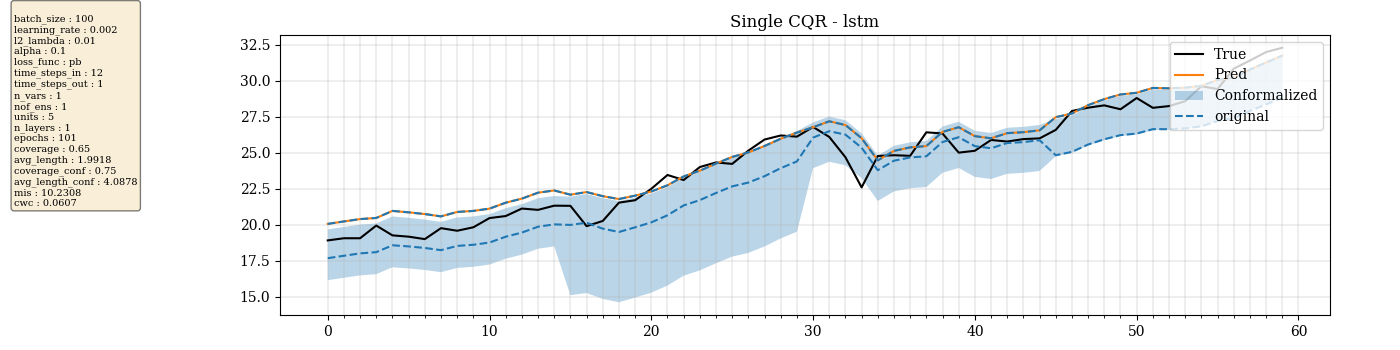 batch_size : 100
learning_rate : 0.002
l2_lambda : 0.01
alpha : 0.1
loss_func : pb
time_steps_in : 12
time_steps_out : 1
n_vars : 1
nof_ens : 1
units : 5
n_layers : 1
epochs : 101
coverage : 0.65
avg_length : 1.9918
coverage_conf : 0.75
avg_length_conf : 4.0878
mis : 10.2308
cwc : 0.0607
Single CQR - lstm
32.5
30.0
27.5
25.0
22.5
20.0
17.5
15.0
0 10 20 30 40 50 60
True
Pred
Conformalized
original